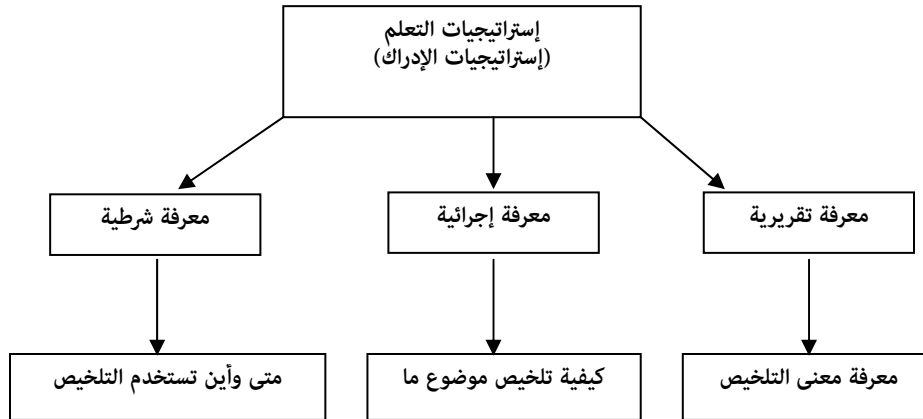 إستراتيجيات التعلم
(إستراتيجيات الإدراك)
معرفة تقريرية
معرفة إجرائية
معرفة شرطية
معرفة معنى التلخيص
كيفية تلخيص موضوع ما
متى وأين تستخدم التلخيص